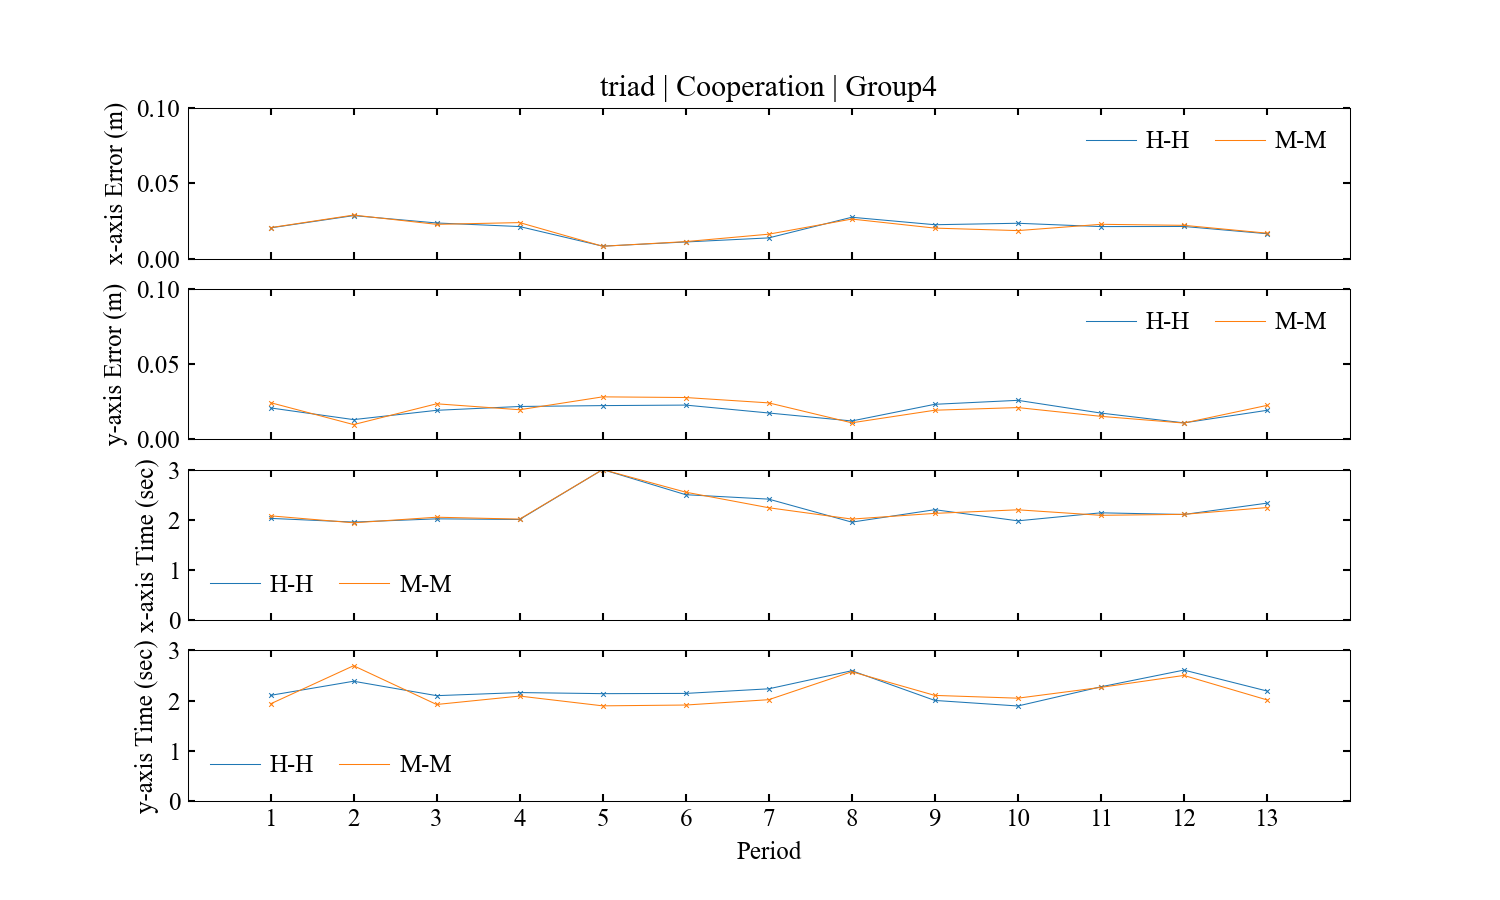 triad | Cooperation | Group4
x-axis Error (m)
0.10
0.05
0.00
H-H M-M
y-axis Error (m)
0.10
0.05
0.00
H-H M-M
x-axis Time (sec)
3
2
1
0
H-H M-M
y-axis Time (sec)
3
2
1
0
H-H M-M
1 2 3 4 5 6 7 8 9 10 11 12 13
Period